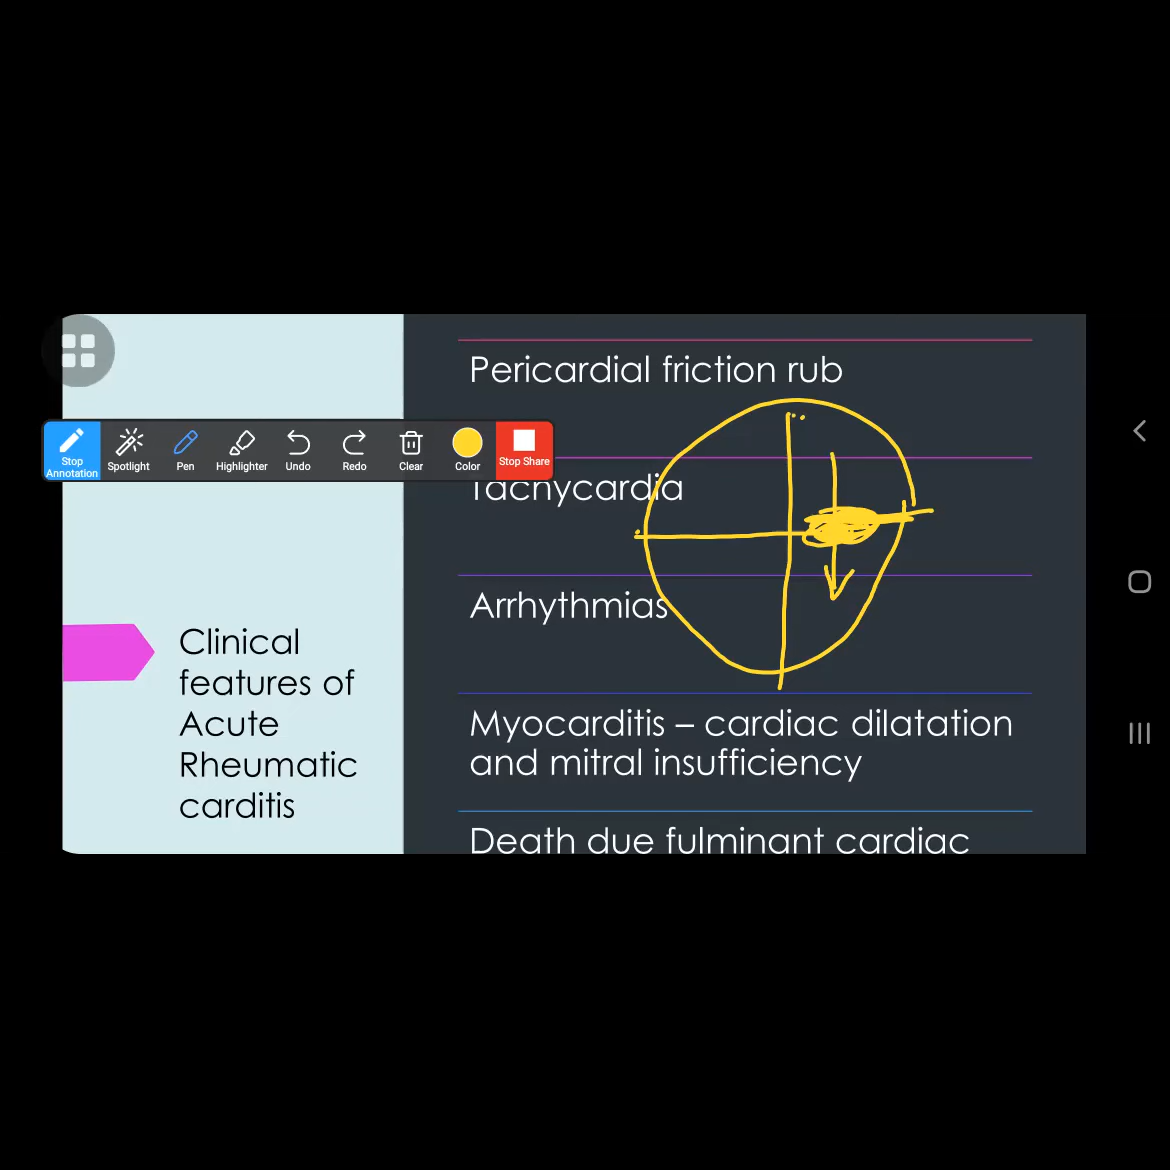 Pericardial friction rub
Stop
Annotation
Spotlight
Pen
Highlighter
Undo
Redo
Clear
Color
Stop Share
Tachycardia
Arrhythmias
Clinical
features of
Acute
Rheumatic
carditis
Myocarditis – cardiac dilatation
and mitral insufficiency
Death due fulminant cardiac